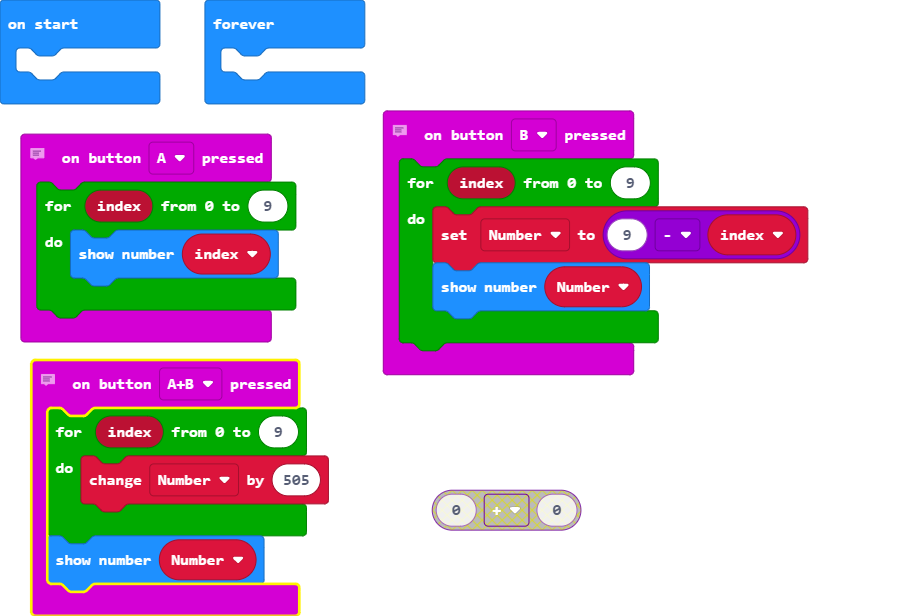 on start
forever
on button A pressed
for index from 0 to 9
do
show number index
on button B pressed
for index from 0 to 9
do
set Number to 9 - index
show number Number
on button A+B pressed
for index from 0 to 9
do
change Number by 505
show number Number
0 + 0